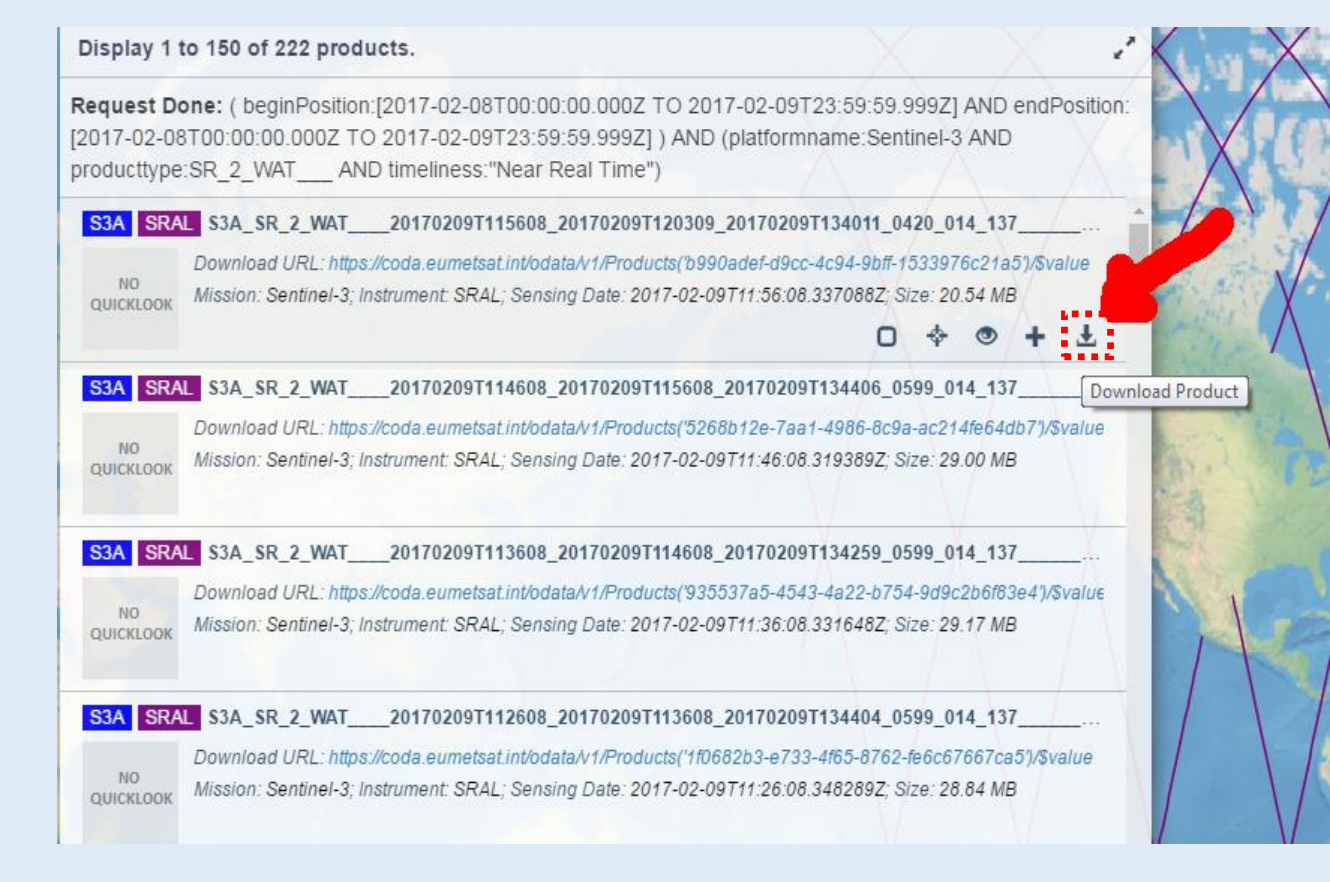 Display 1 to 150 of 222 products.
Request Done: ( beginPosition:[2017-02-08T00:00:00.000Z TO 2017-02-09T23:59:59.999Z] AND endPosition:
[2017-02-08T00:00:00.000Z TO 2017-02-09T23:59:59.999Z] ) AND (platformname:Sentinel-3 AND
producttype:SR_2_WAT___ AND timeliness:"Near Real Time")
S3A SRAL S3A_SR_2_WAT____20170209T115608_20170209T120309_20170209T134011_0420_014_137______...
Download URL: https://coda.eumetsat.int/odata/v1/Products('b990adef-d9cc-4c94-9bff-1533976c21a5')/$value
NO QUICKLOOK
Mission: Sentinel-3; Instrument: SRAL; Sensing Date: 2017-02-09T11:56:08.337088Z; Size: 20.54 MB
S3A SRAL S3A_SR_2_WAT____20170209T114608_20170209T115608_20170209T134406_0599_014_137______
Download Product
Download URL: https://coda.eumetsat.int/odata/v1/Products('5268b12e-7aa1-4986-8c9a-ac214fe64db7')/$value
NO QUICKLOOK
Mission: Sentinel-3; Instrument: SRAL; Sensing Date: 2017-02-09T11:46:08.319389Z; Size: 29.00 MB
S3A SRAL S3A_SR_2_WAT____20170209T113608_20170209T114608_20170209T134259_0599_014_137______...
Download URL: https://coda.eumetsat.int/odata/v1/Products('935537a5-4543-4a22-b754-9d9c2b6f83e4')/$value
NO QUICKLOOK
Mission: Sentinel-3; Instrument: SRAL; Sensing Date: 2017-02-09T11:36:08.331648Z; Size: 29.17 MB
S3A SRAL S3A_SR_2_WAT____20170209T112608_20170209T113608_20170209T134404_0599_014_137______...
Download URL: https://coda.eumetsat.int/odata/v1/Products('1f0682b3-e733-4f65-8762-fe6c67667ca5')/$value
NO QUICKLOOK
Mission: Sentinel-3; Instrument: SRAL; Sensing Date: 2017-02-09T11:26:08.348289Z; Size: 28.84 MB